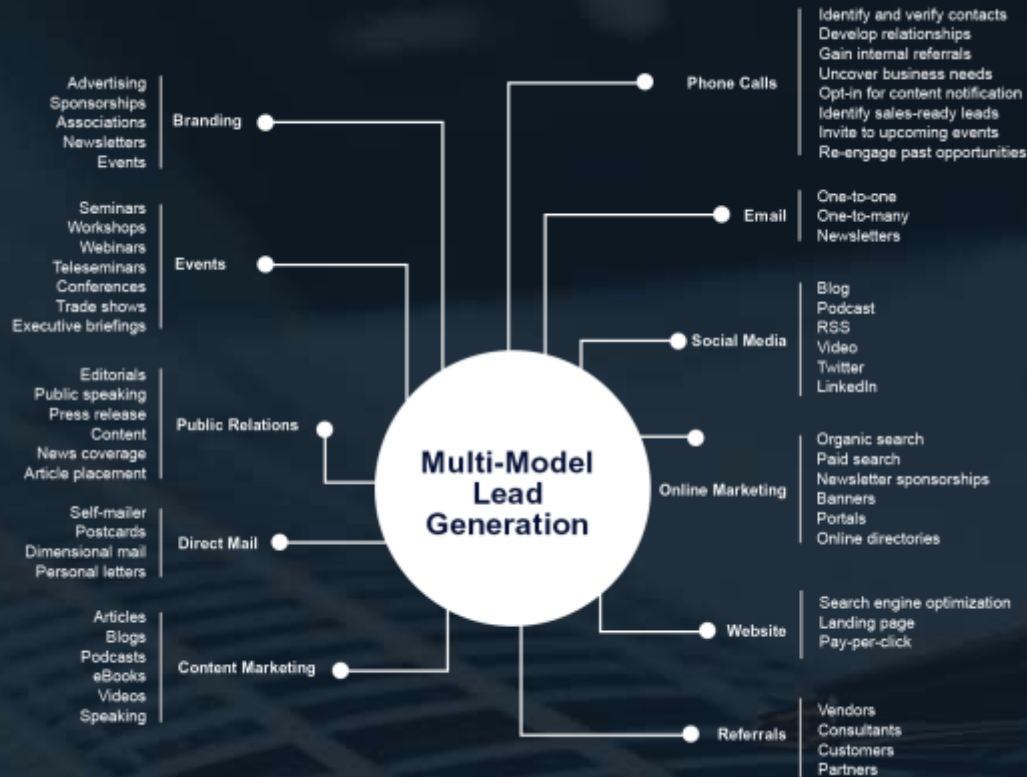 Advertising
Sponsorships
Associations
Newsletters
Events
Branding
Seminars
Workshops
Webinars
Teleseminars
Conferences
Trade shows
Executive briefings
Events
Editorials
Public speaking
Press release
Content
News coverage
Article placement
Public Relations
Self-mailer
Postcards
Dimensional mail
Personal letters
Direct Mail
Articles
Blogs
Podcasts
eBooks
Videos
Speaking
Content Marketing
Multi-Model
Lead
Generation
Phone Calls
Identify and verify contacts
Develop relationships
Gain internal referrals
Uncover business needs
Opt-in for content notification
Identify sales-ready leads
Invite to upcoming events
Re-engage past opportunities
Email
One-to-one
One-to-many
Newsletters
Social Media
Blog
Podcast
RSS
Video
Twitter
LinkedIn
Online Marketing
Organic search
Paid search
Newsletter sponsorships
Banners
Portals
Online directories
Website
Search engine optimization
Landing page
Pay-per-click
Referrals
Vendors
Consultants
Customers
Partners